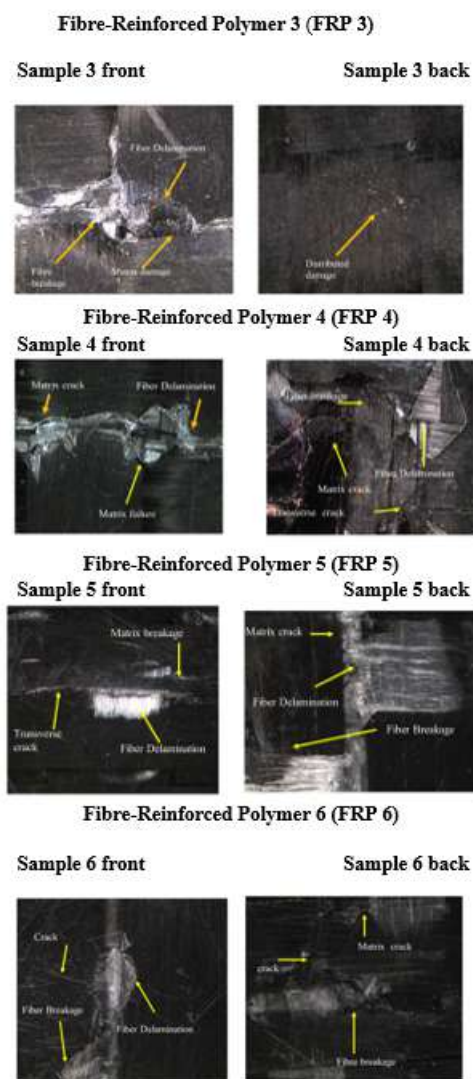 Fibre-Reinforced Polymer 3 (FRP 3)
Sample 3 front
Sample 3 back
Fiber Delamination
Fibre
breakage
Matrix damage
Distributed
damage
Fibre-Reinforced Polymer 4 (FRP 4)
Sample 4 front
Sample 4 back
Matrix crack
Fiber Delamination
Matrix failure
breakage
Fibre Delamination
Matrix crack
Transverse crack
Fibre-Reinforced Polymer 5 (FRP 5)
Sample 5 front
Sample 5 back
Matrix breakage
Transverse
crack
Fiber Delamination
Matrix crack
Fiber Delamination
Fiber Breakage
Fibre-Reinforced Polymer 6 (FRP 6)
Sample 6 front
Sample 6 back
Crack
Fiber Breakage
Fiber Delamination
Matrix crack
crack
Fibre breakage